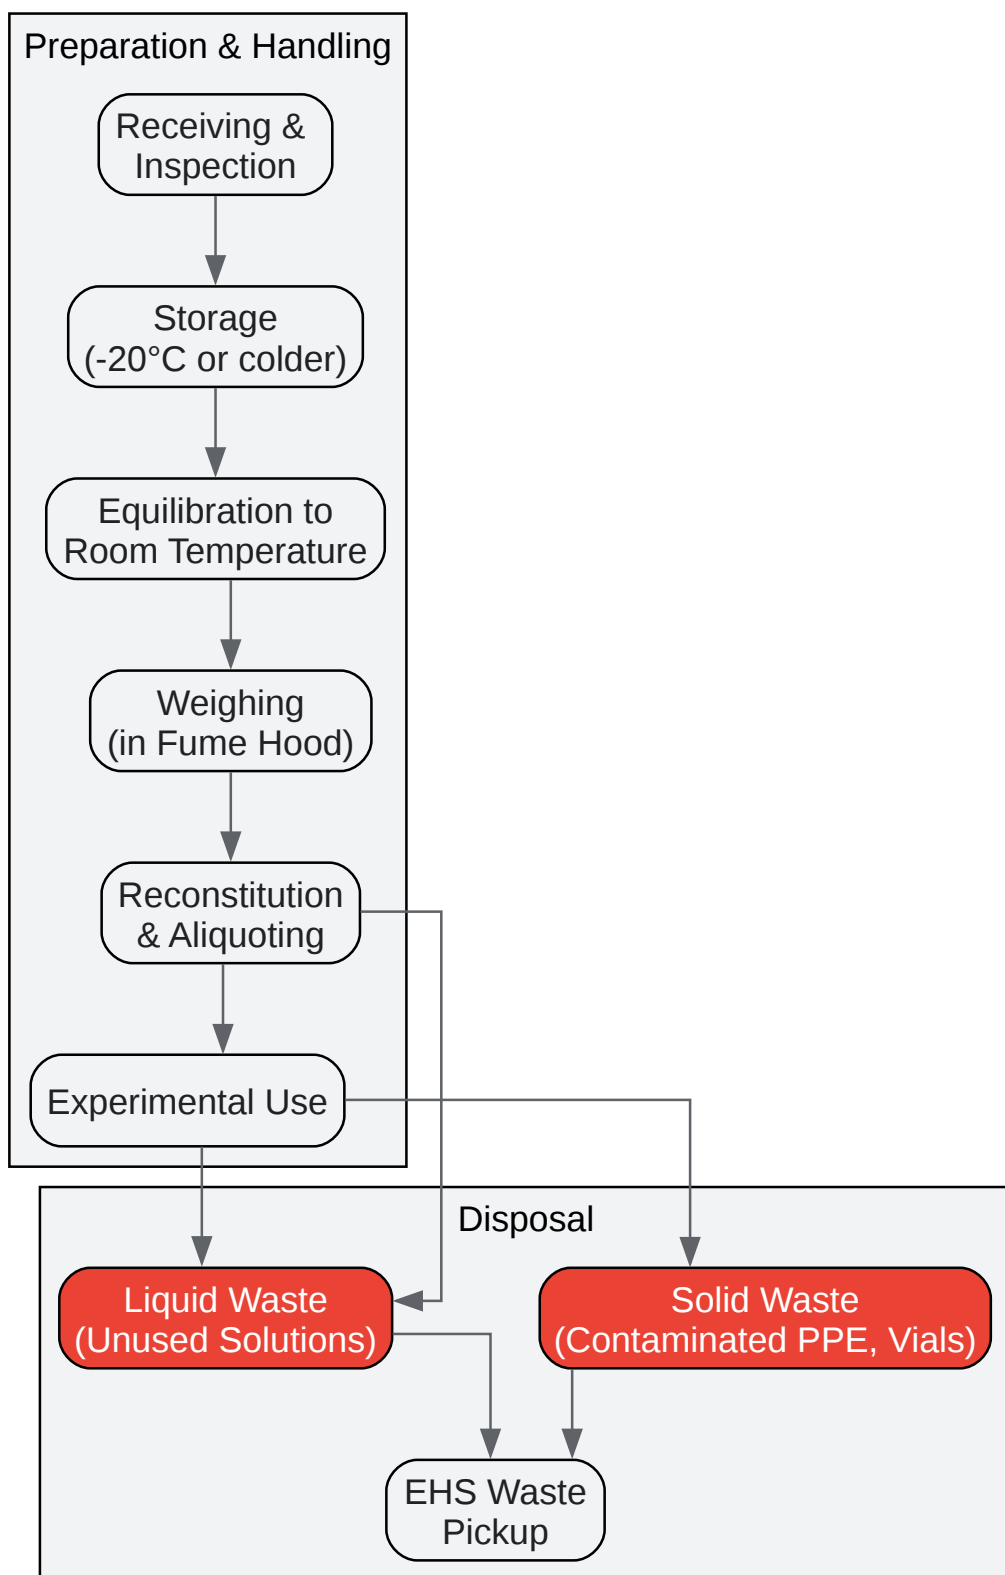 Preparation & Handling
Receiving &
Inspection
Storage
(-20°C or colder)
Equilibration to
Room Temperature
Weighing
(in Fume Hood)
Reconstitution
& Aliquoting
Experimental Use
Disposal
Liquid Waste
(Unused Solutions)
Solid Waste
(Contaminated PPE, Vials)
EHS Waste
Pickup